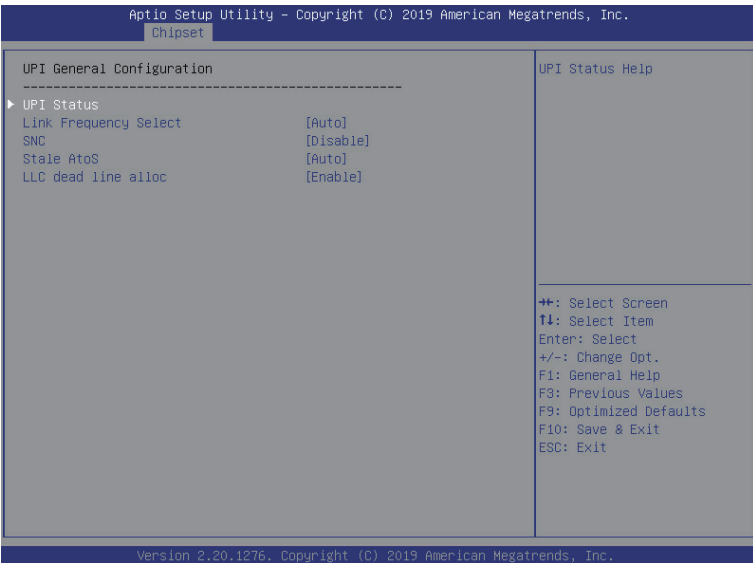 Aptio Setup Utility – Copyright (C) 2019 American Megatrends, Inc.
Chipset
UPI General Configuration
------------------------------------------------
UPI Status
Link Frequency Select [Auto]
SNC [Disable]
Stale AtoS [Auto]
LLC dead line alloc [Enable]
UPI Status Help
→←: Select Screen
↑↓: Select Item
Enter: Select
+/-: Change Opt.
F1: General Help
F3: Previous Values
F9: Optimized Defaults
F10: Save & Exit
ESC: Exit
Version 2.20.1276. Copyright (C) 2019 American Megatrends, Inc.